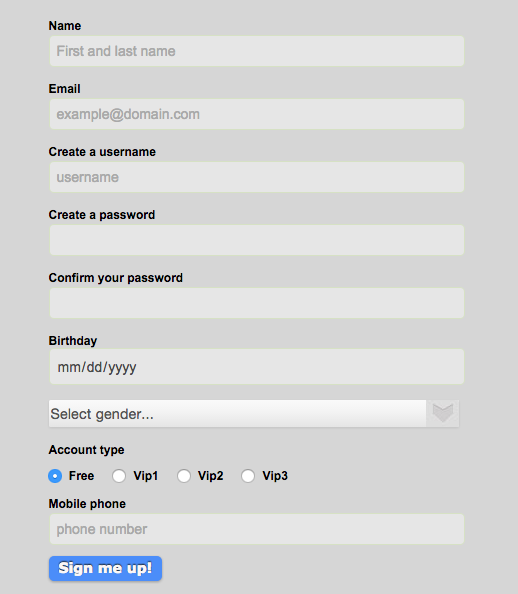 Name
First and last name
Email
example@domain.com
Create a username
username
Create a password
Confirm your password
Birthday
mm/dd/yyyy
Select gender...
Account type
Free Vip1 Vip2 Vip3
Mobile phone
phone number
Sign me up!